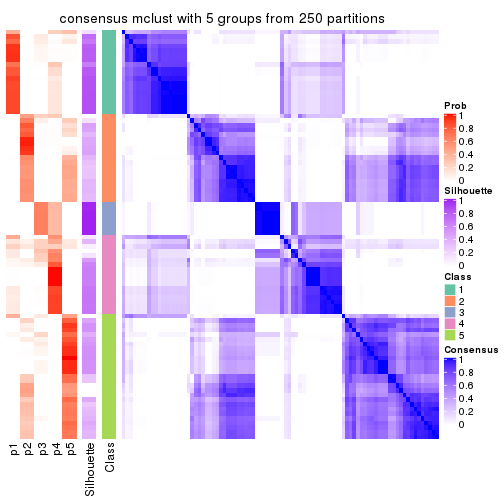 consensus mclust with 5 groups from 250 partitions
Prob
1
0.8
0.6
0.4
0.2
0
Silhouette
1
0.8
0.6
0.4
0.2
0
Class
1
2
3
4
5
Consensus
1
0.8
0.6
0.4
0.2
0
p1
p2
p3
p4
p5
Silhouette
Class